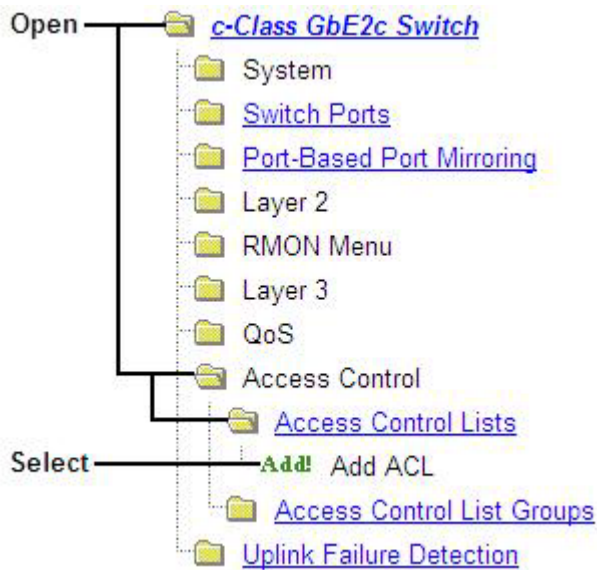 Open c-Class GbE2c Switch
System
Switch Ports
Port-Based Port Mirroring
Layer 2
RMON Menu
Layer 3
QoS
Access Control
Access Control Lists
Select Add! Add ACL
Access Control List Groups
Uplink Failure Detection